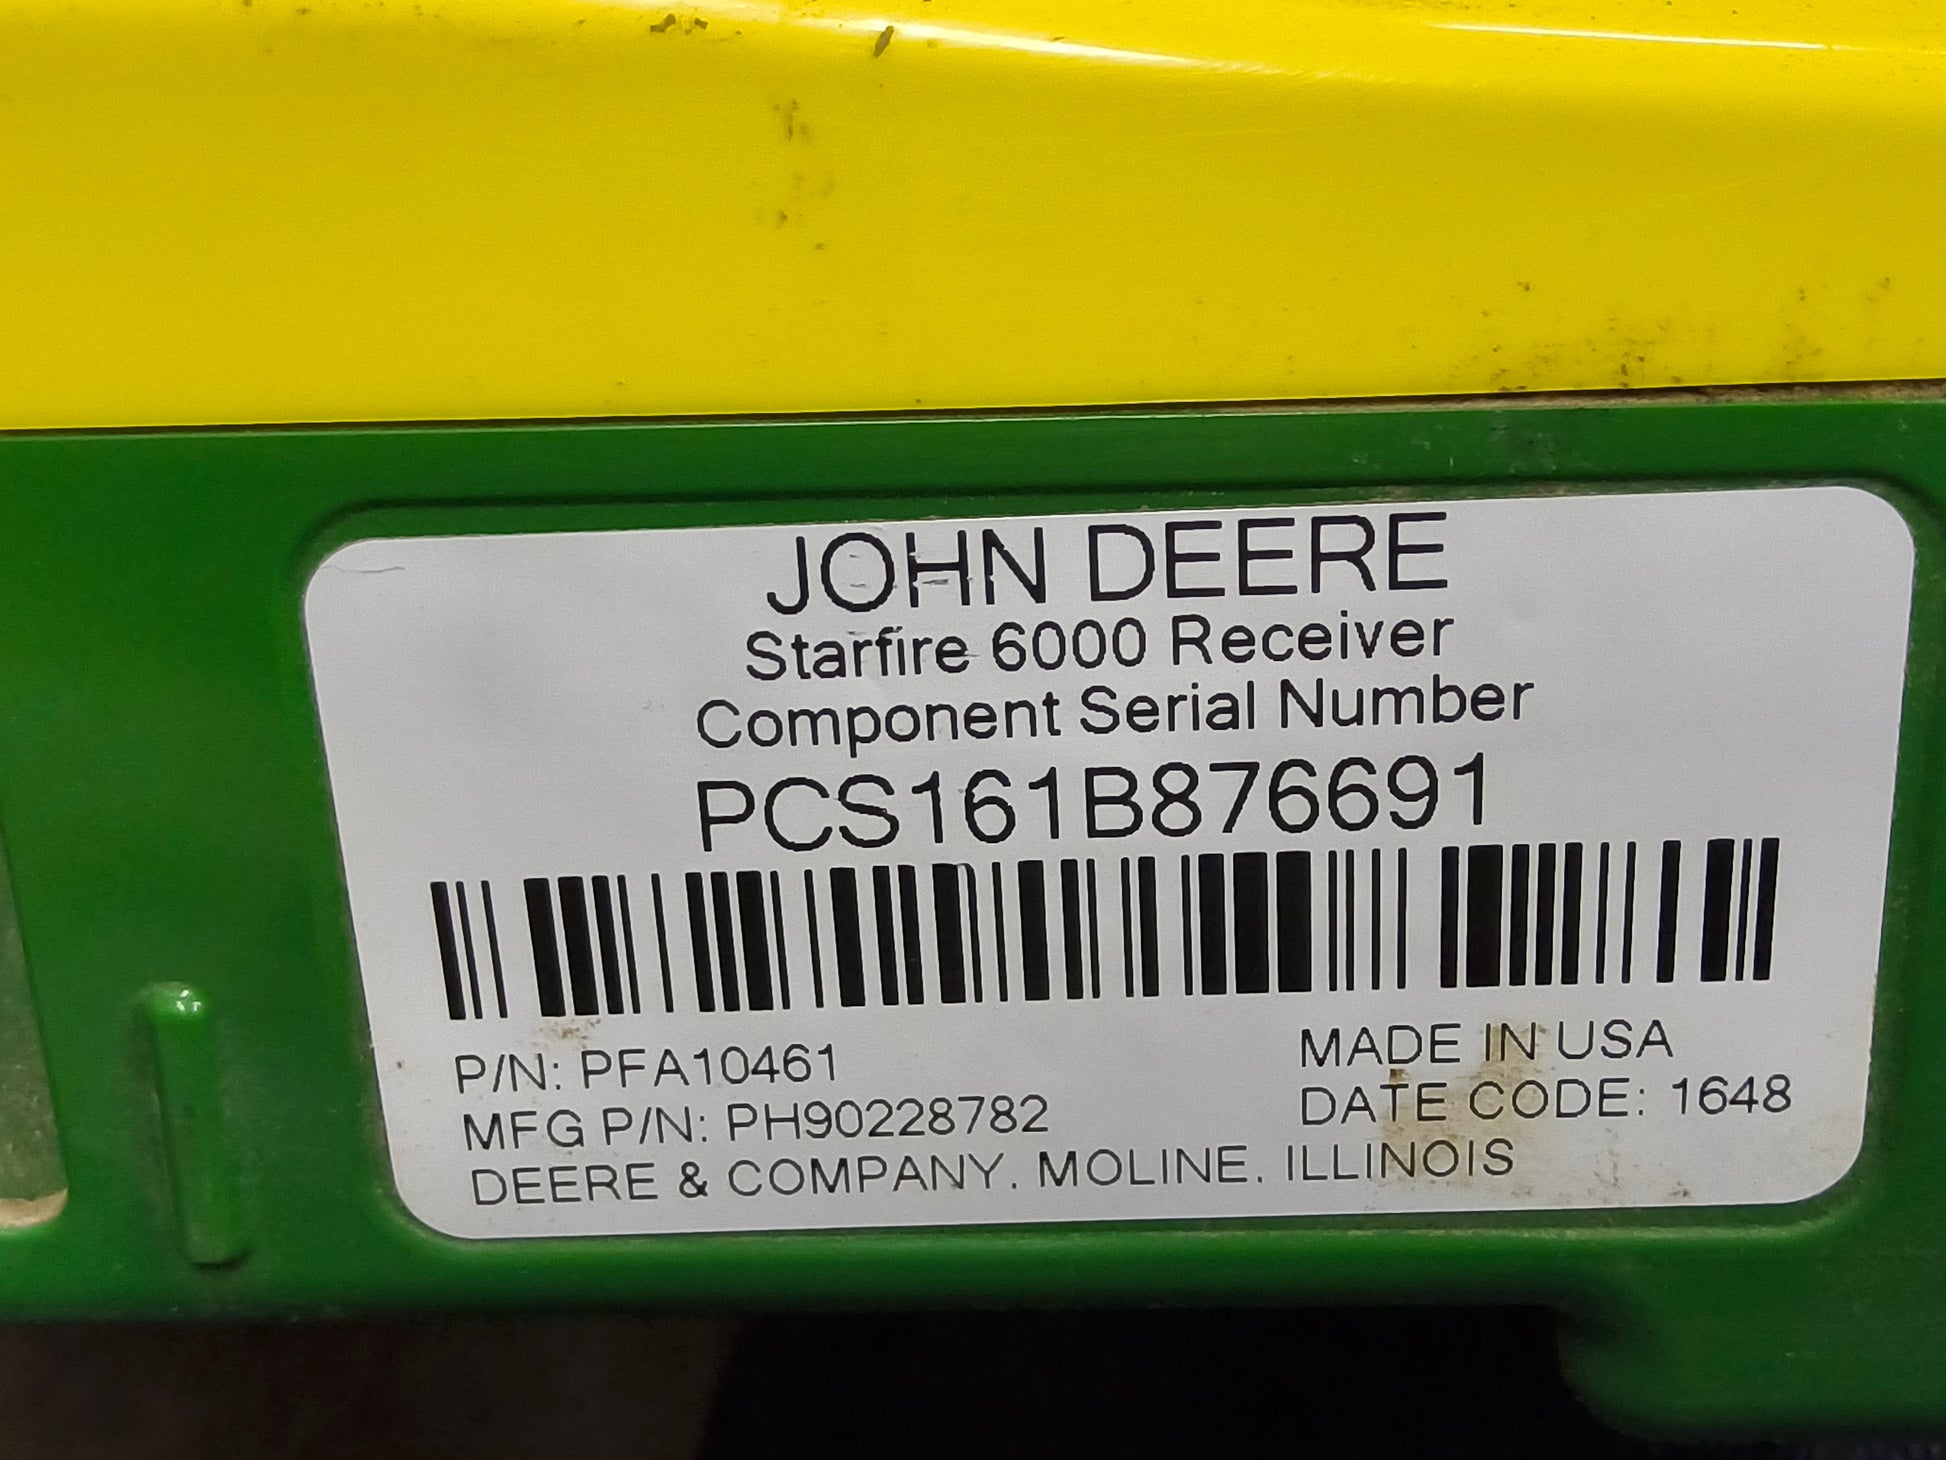 JOHN DEERE
Starfire 6000 Receiver
Component Serial Number
PCS161B876691
P/N: PFA10461
MADE IN USA
MFG P/N: PH90228782
DATE CODE: 1648
DEERE & COMPANY. MOLINE. ILLINOIS